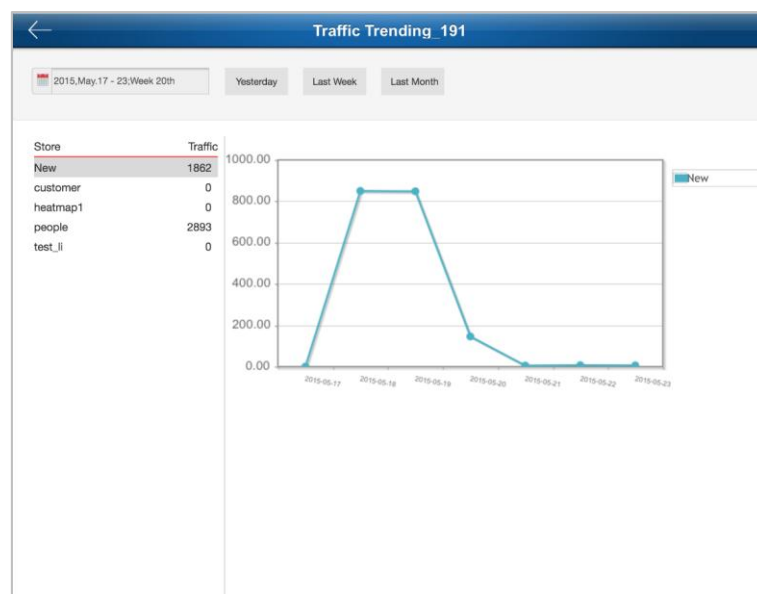 Traffic Trending_191
2015,May.17 - 23;Week 20th
Yesterday
Last Week
Last Month
Store Traffic
New 1862
customer 0
heatmap1 0
people 2893
test_li 0
1000.00
800.00
600.00
400.00
200.00
0.00
2015-05-17 2015-05-18 2015-05-19 2015-05-20 2015-05-21 2015-05-22 2015-05-23
New